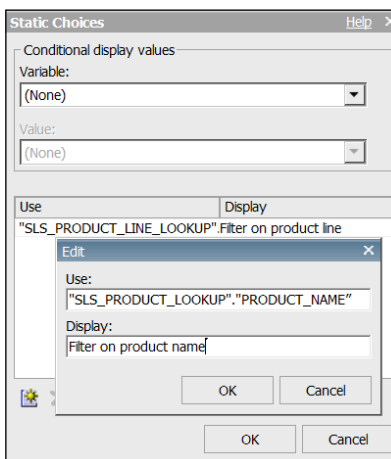 Static Choices Help
Conditional display values
Variable:
(None)
Value:
(None)
Use Display
"SLS_PRODUCT_LINE_LOOKUP".Filter on product line
Edit
Use:
"SLS_PRODUCT_LOOKUP"."PRODUCT_NAME”
Display:
Filter on product name
OK Cancel
OK Cancel